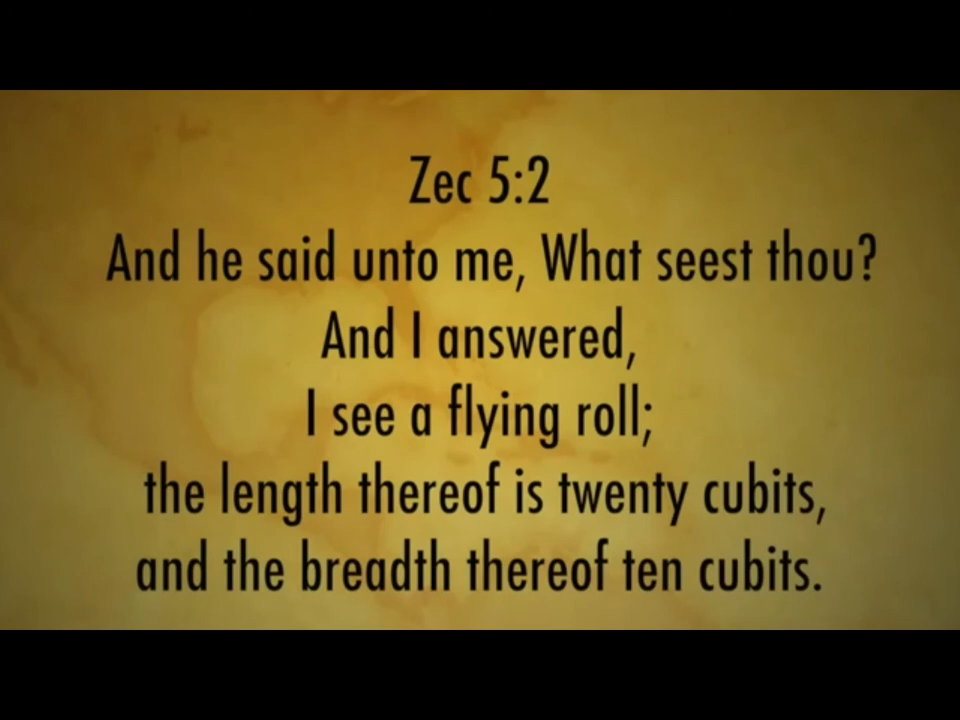 Zec 5:2
And he said unto me, What seest thou?
And I answered,
I see a flying roll;
the length thereof is twenty cubits,
and the breadth thereof ten cubits.